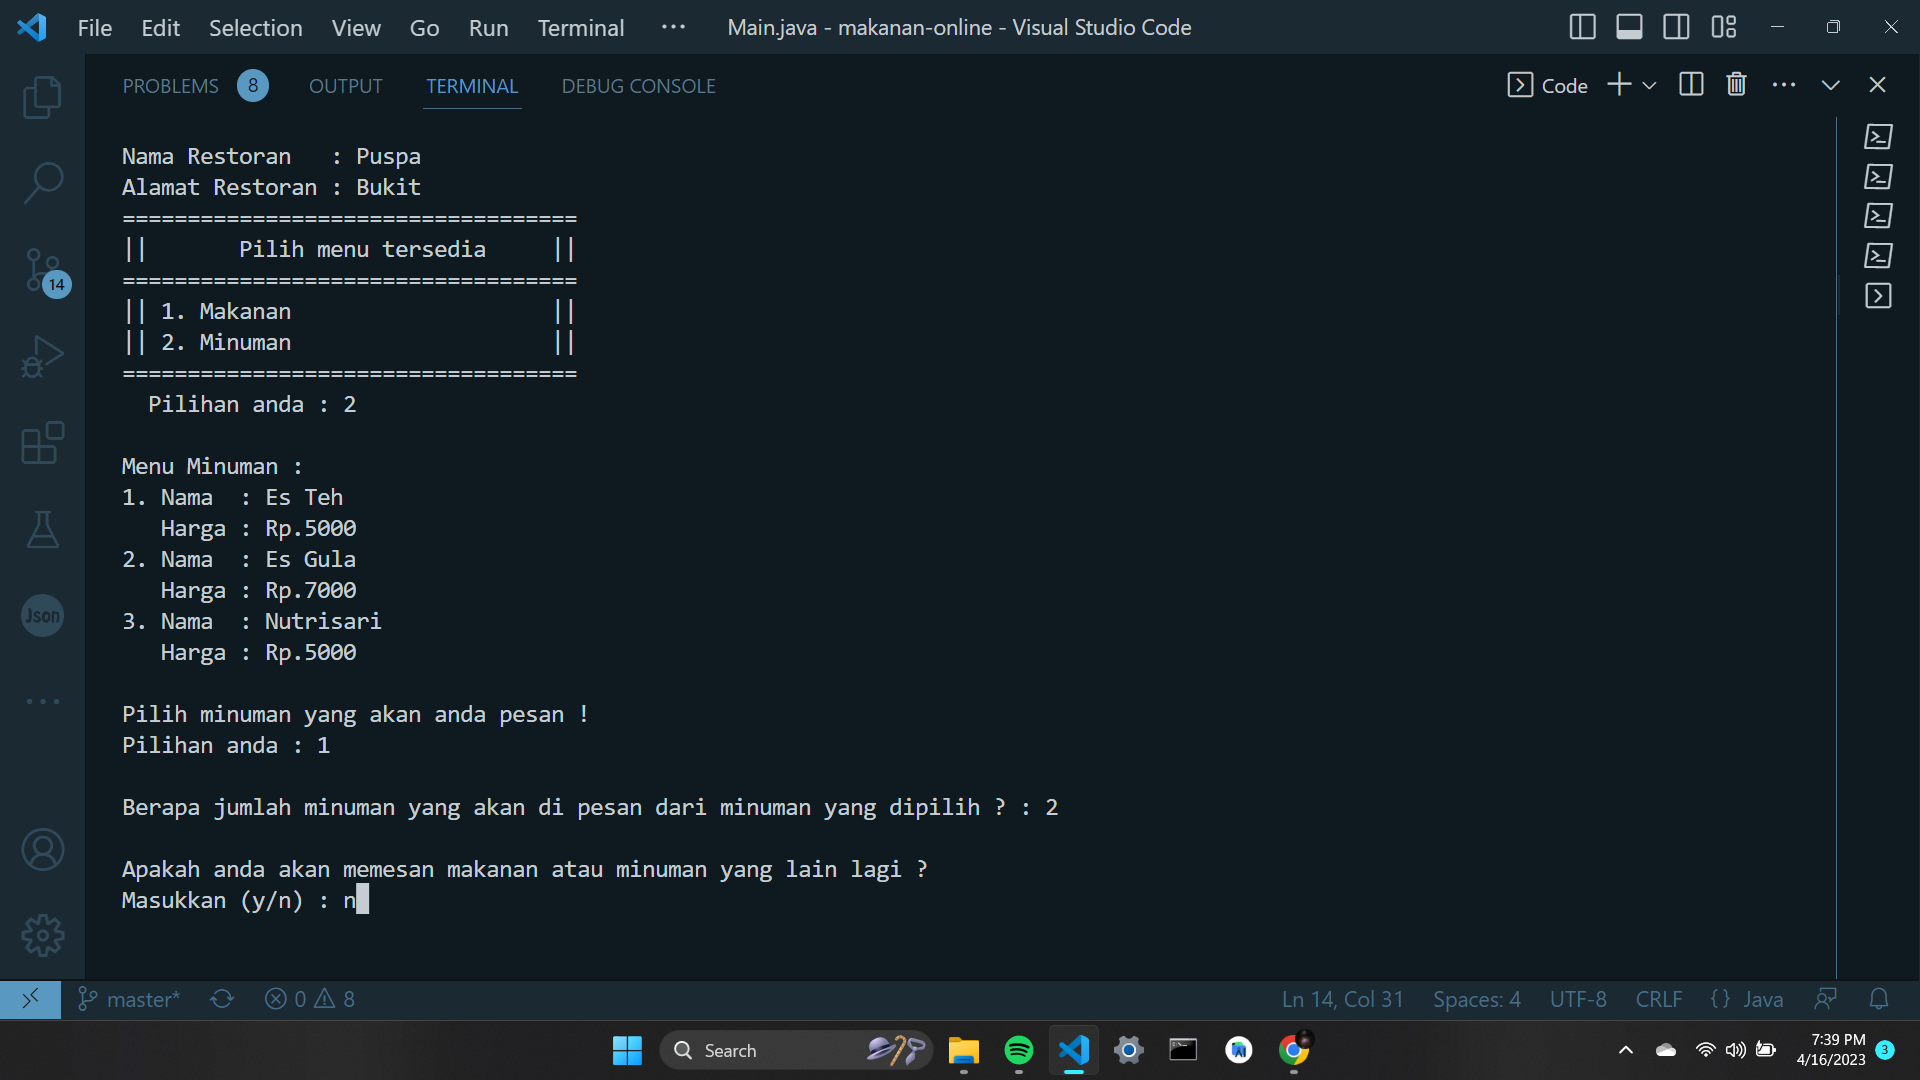 File Edit Selection View Go Run Terminal ··· Main.java - makanan-online - Visual Studio Code
PROBLEMS 8 OUTPUT TERMINAL DEBUG CONSOLE Code
Nama Restoran   : Puspa
Alamat Restoran : Bukit
===================================
||       Pilih menu tersedia     ||
===================================
|| 1. Makanan                    ||
|| 2. Minuman                    ||
===================================
  Pilihan anda : 2
Menu Minuman :
1. Nama  : Es Teh
   Harga : Rp.5000
2. Nama  : Es Gula
   Harga : Rp.7000
3. Nama  : Nutrisari
   Harga : Rp.5000
Pilih minuman yang akan anda pesan !
Pilihan anda : 1
Berapa jumlah minuman yang akan di pesan dari minuman yang dipilih ? : 2
Apakah anda akan memesan makanan atau minuman yang lain lagi ?
Masukkan (y/n) : n
14
Json
master* 0 8 Ln 14, Col 31 Spaces: 4 UTF-8 CRLF {} Java
Search
7:39 PM
4/16/2023 3